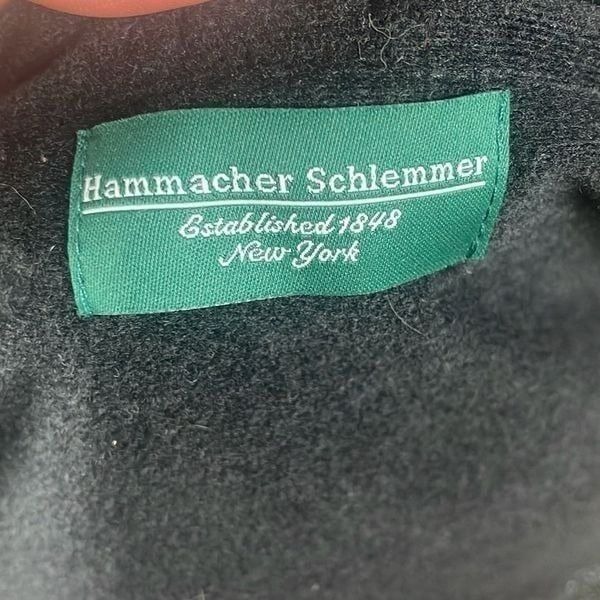 Hammacher Schlemmer
Established 1848
New York